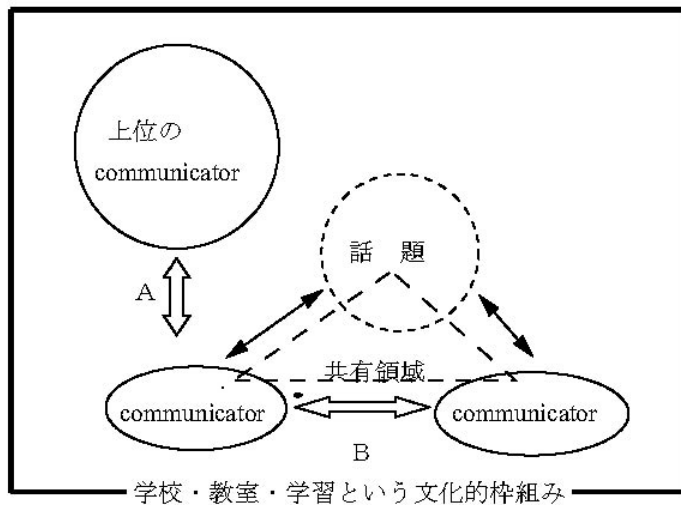 上位の
communicator
話　題
A
共有領域
communicator
communicator
B
学校・教室・学習という文化的枠組み